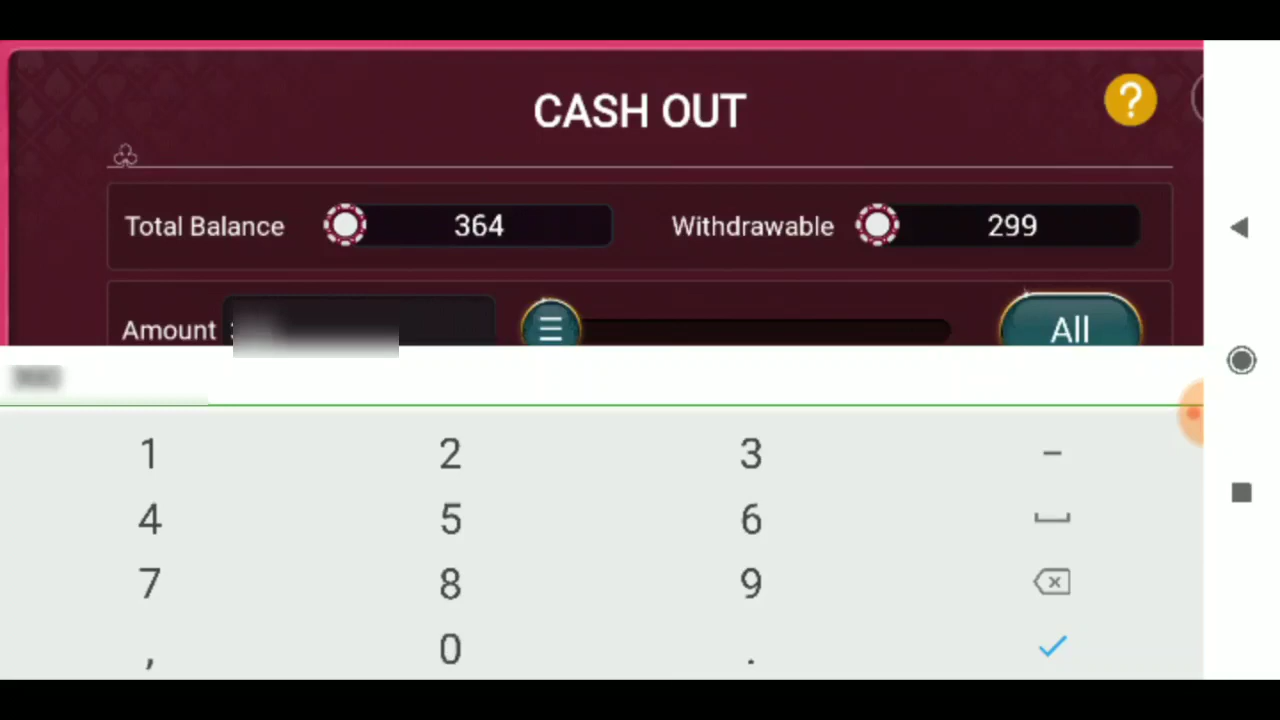 CASH OUT
?
Total Balance 364 Withdrawable 299
Amount All
1 2 3 –
4 5 6
7 8 9
, 0 .